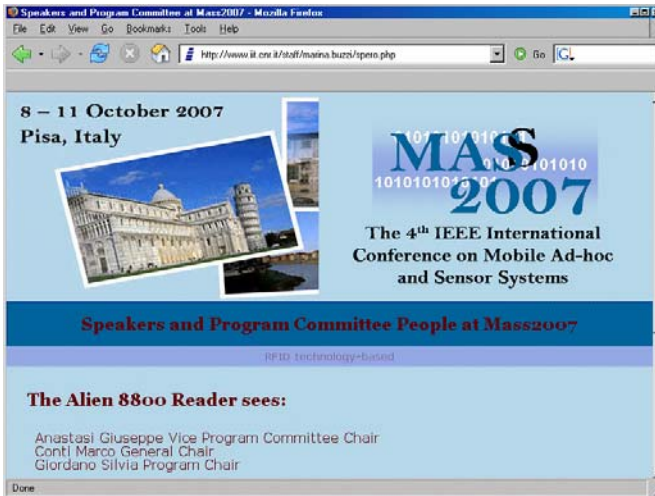 Speakers and Program Committee at Mass2007 - Mozilla Firefox
File Edit View Go Bookmarks Tools Help
http://www.iit.cnr.it/staff/marina.buzzi/spero.php
Go
8 – 11 October 2007
Pisa, Italy
1010101010101
MASS
0101010101010
1010101010101
2007
The 4th IEEE International
Conference on Mobile Ad-hoc
and Sensor Systems
Speakers and Program Committee People at Mass2007
RFID technology-based
The Alien 8800 Reader sees:
Anastasi Giuseppe Vice Program Committee Chair
Conti Marco General Chair
Giordano Silvia Program Chair
Done